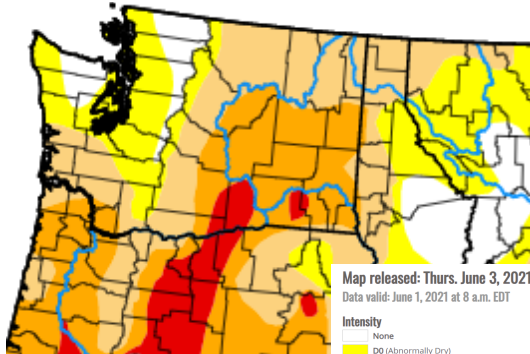 Map released: Thurs. June 3, 2021
Data valid: June 1, 2021 at 8 a.m. EDT
Intensity
None
D0 (Abnormally Dry)